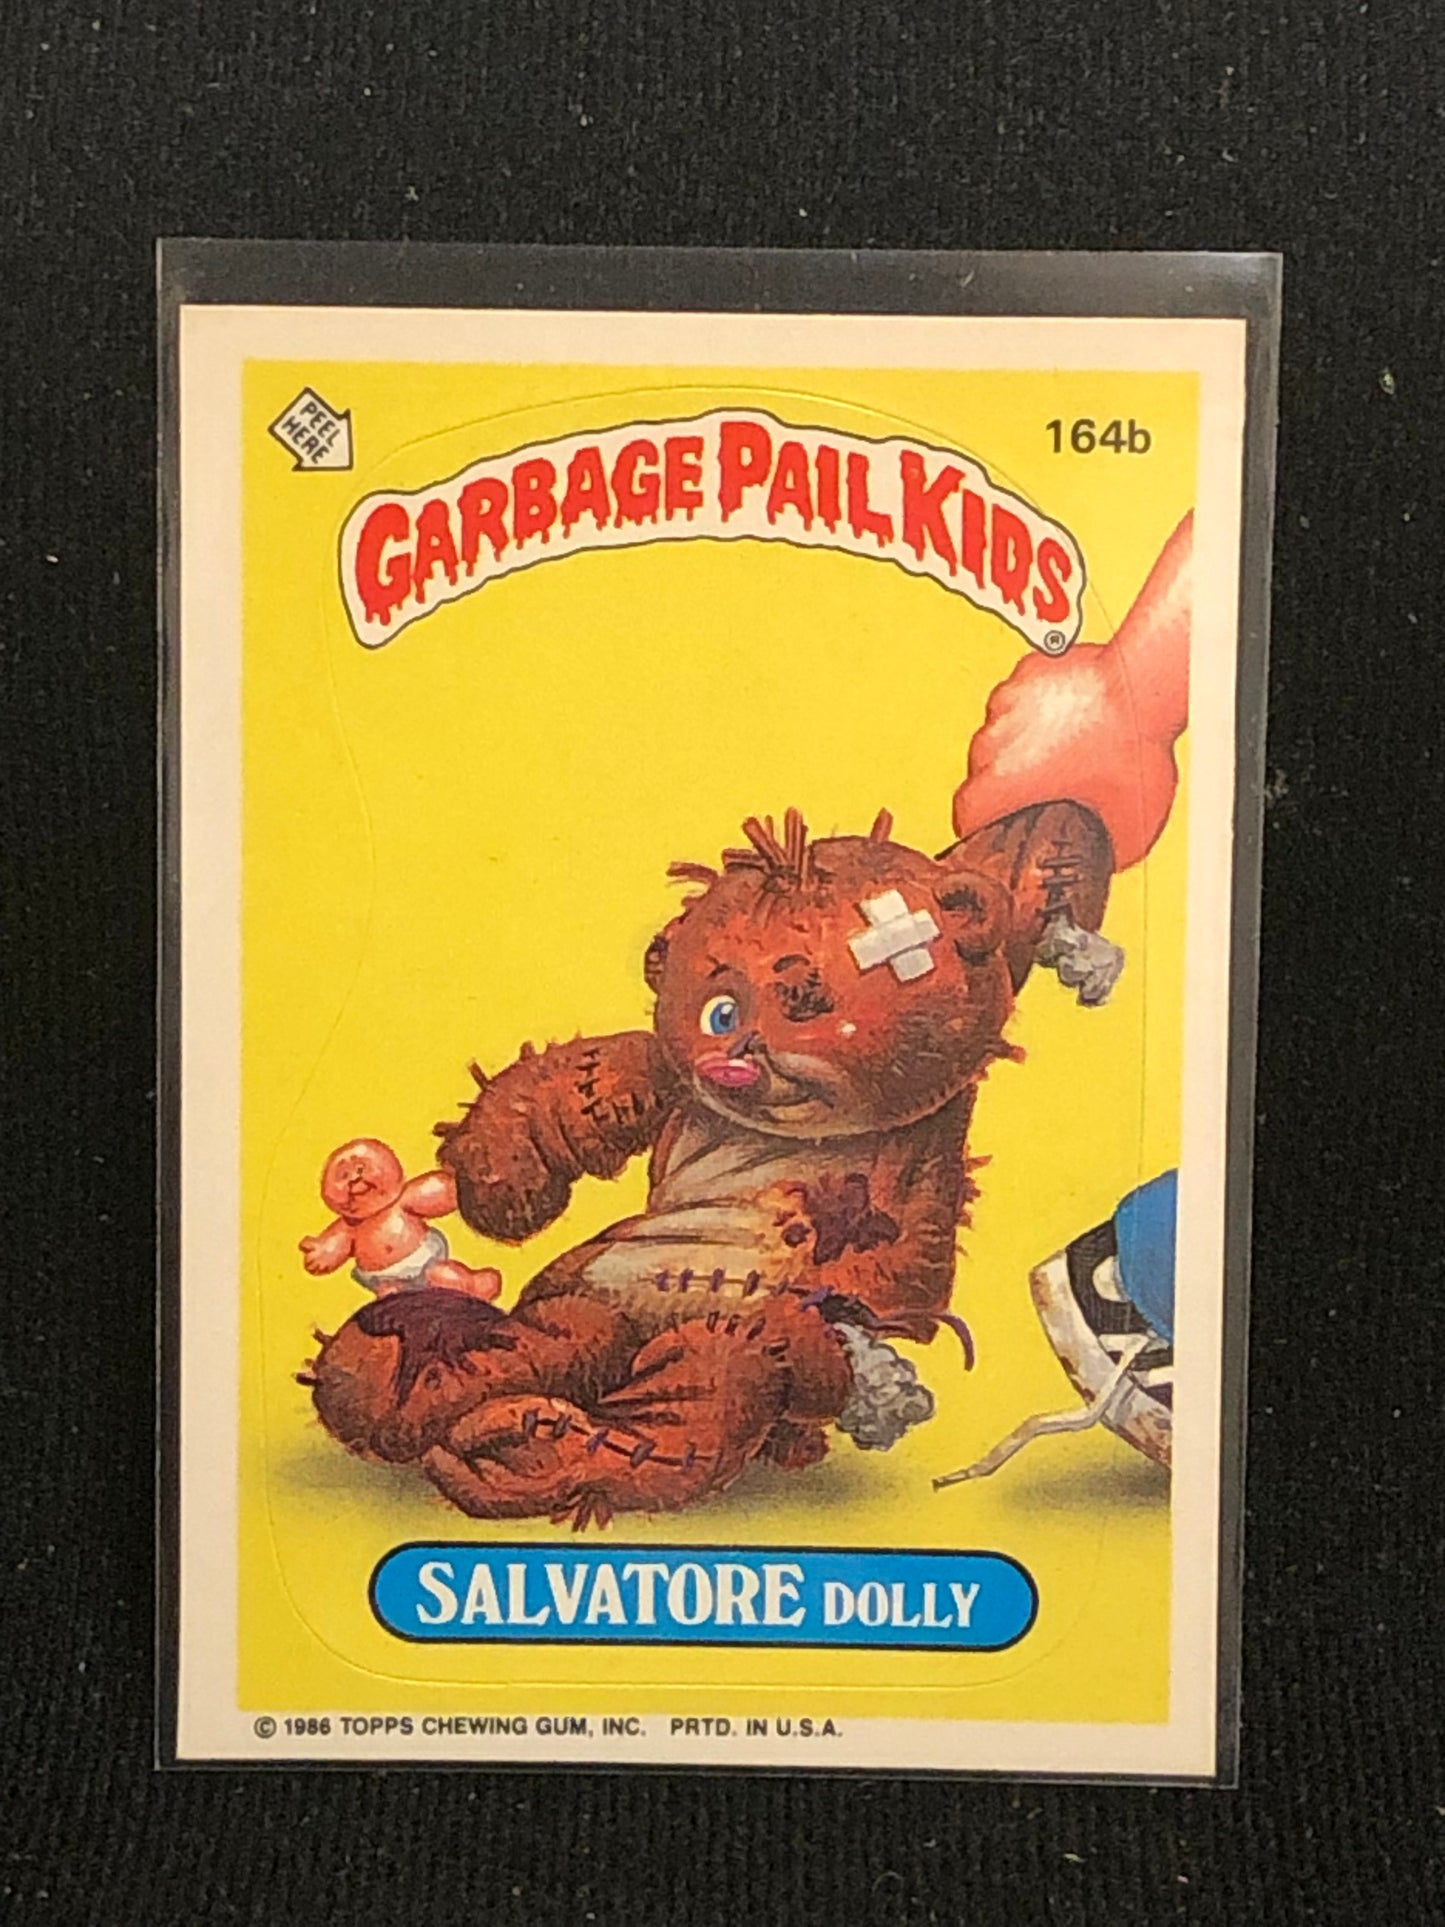 PEEL
HERE
164b
GARBAGE PAIL KIDS
®
SALVATORE DOLLY
© 1986 TOPPS CHEWING GUM, INC. PRTD. IN U.S.A.